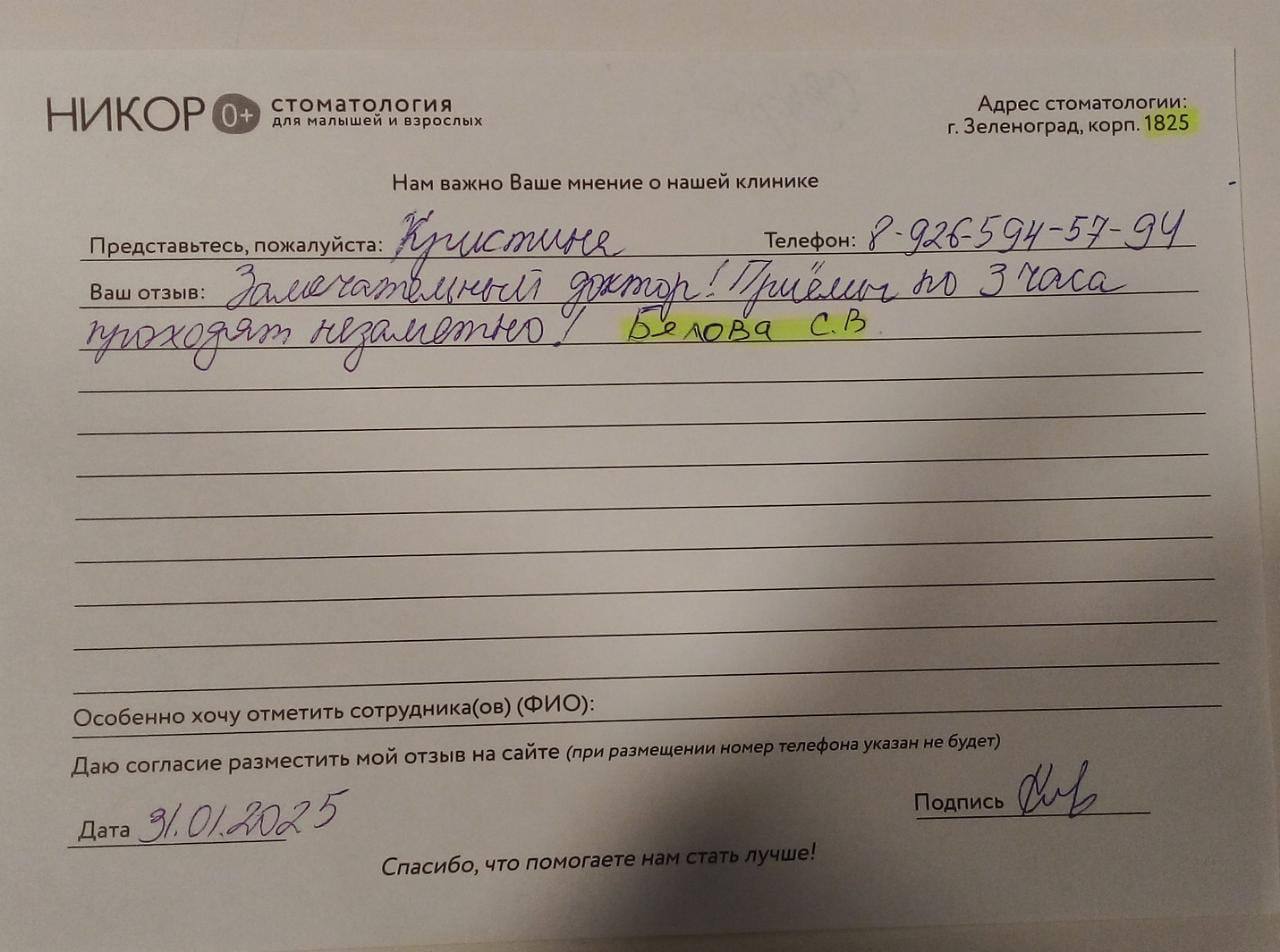 НИКОР 0+ СТОМАТОЛОГИЯ
ДЛЯ МАЛЫШЕЙ И ВЗРОСЛЫХ
Адрес стоматологии:
г. Зеленоград, корп. 1825
Нам важно Ваше мнение о нашей клинике
Представьтесь, пожалуйста: Кристина Телефон: 8-926-594-57-94
Ваш отзыв: Замечательный доктор! Приёмы по 3 часа
проходят незаметно! Белова С.В
Особенно хочу отметить сотрудника(ов) (ФИО):
Даю согласие разместить мой отзыв на сайте (при размещении номер телефона указан не будет)
Дата 31.01.2025 Подпись
Спасибо, что помогаете нам стать лучше!